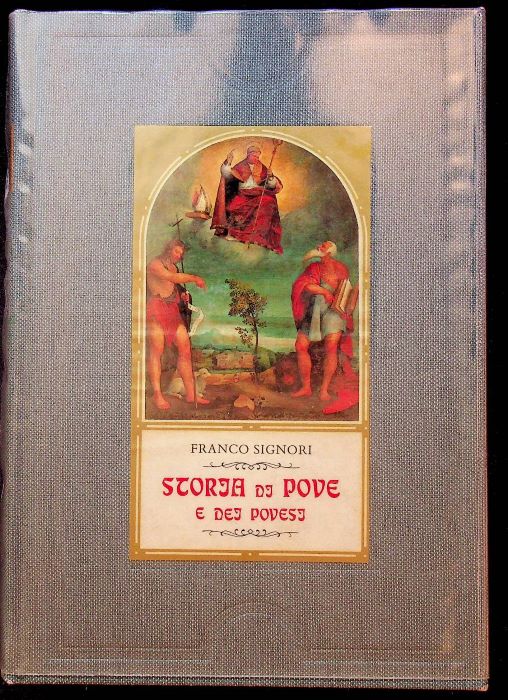 FRANCO SIGNORI
STORIA DI POVE
E DEI POVESI